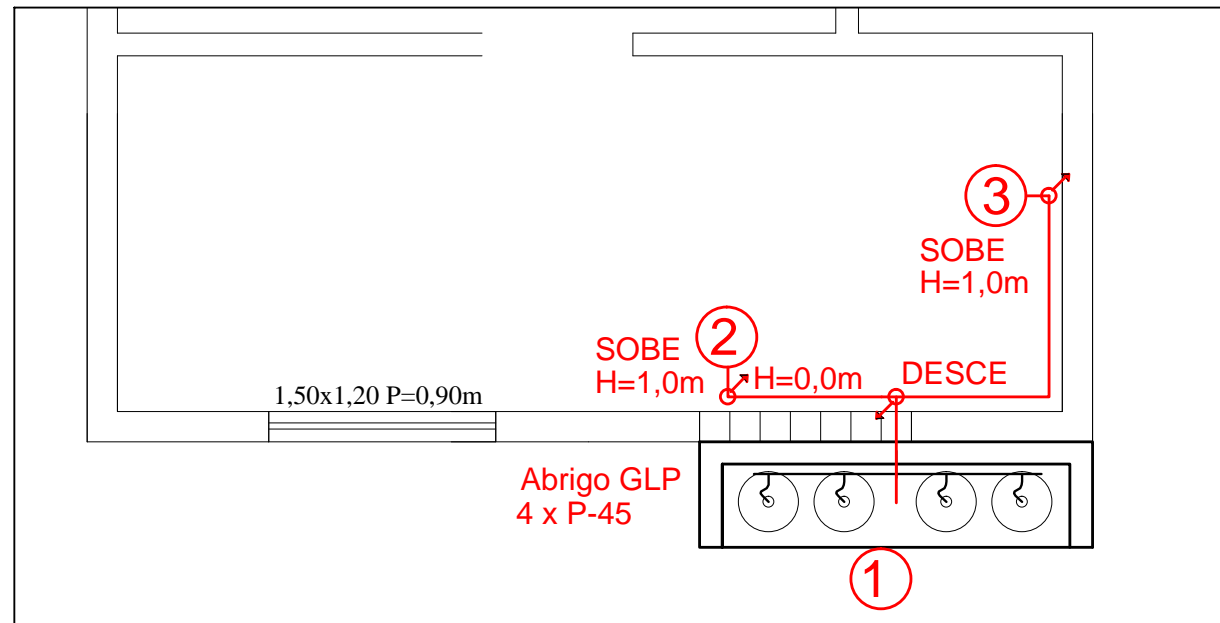 3
SOBE
H=1,0m
2
SOBE
H=1,0m
H=0,0m
DESCE
1,50x1,20 P=0,90m
Abrigo GLP
4 x P-45
1